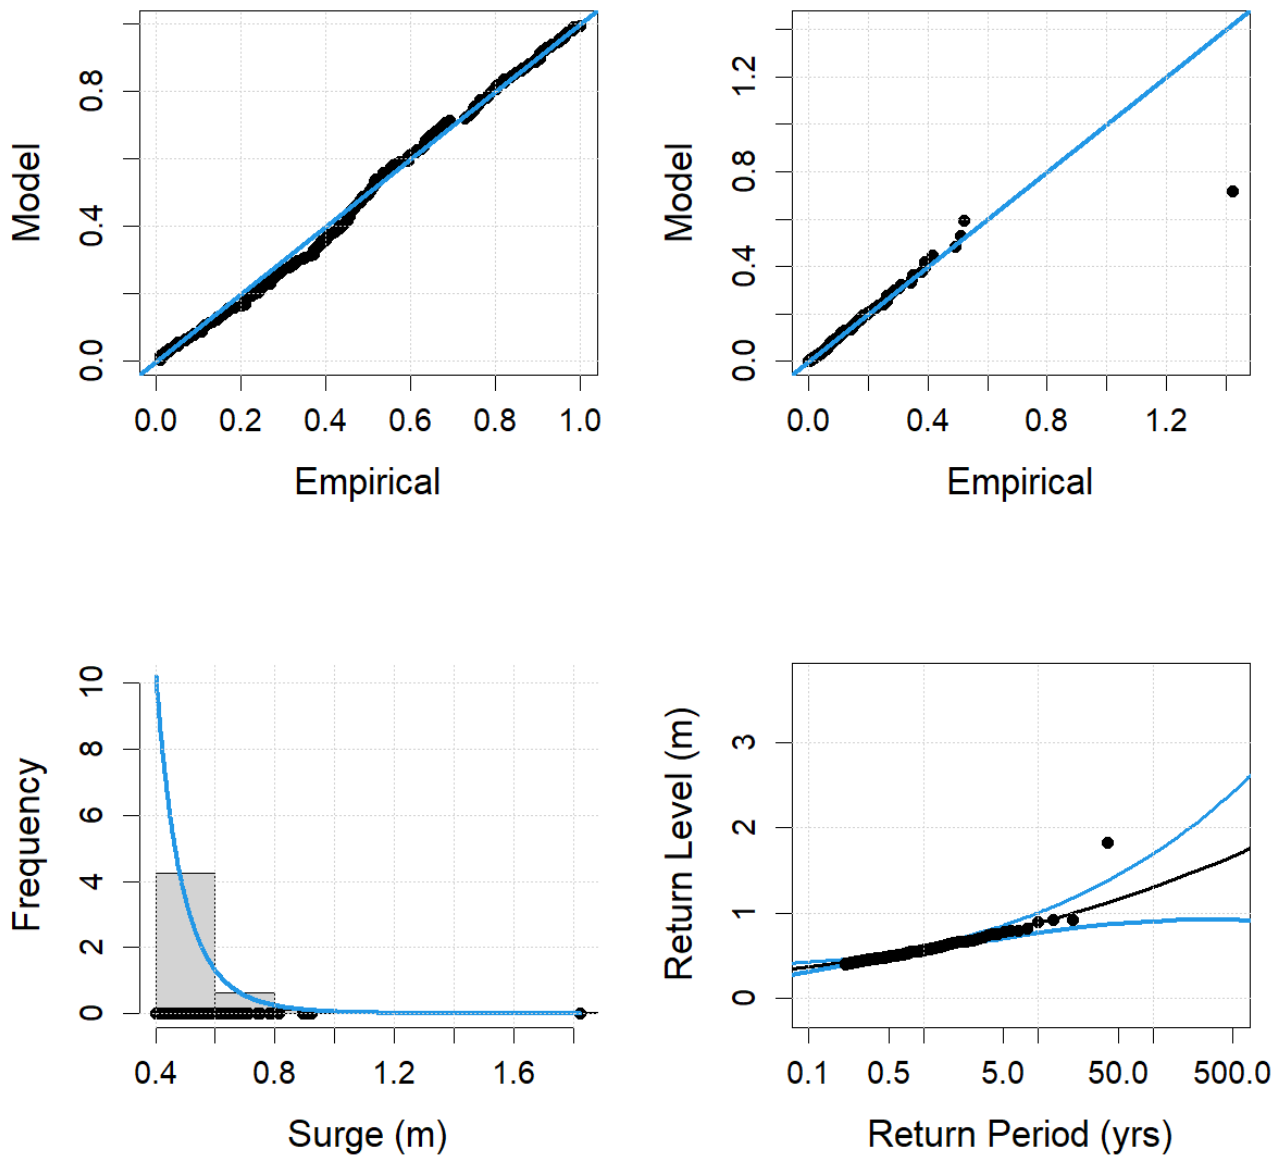 Model
0.0 0.4 0.8
0.0 0.2 0.4 0.6 0.8 1.0
Empirical
Model
0.0 0.4 0.8 1.2
0.0 0.4 0.8 1.2
Empirical
Frequency
0 2 4 6 8 10
0.4 0.8 1.2 1.6
Surge (m)
Return Level (m)
0 1 2 3
0.1 0.5 5.0 50.0 500.0
Return Period (yrs)